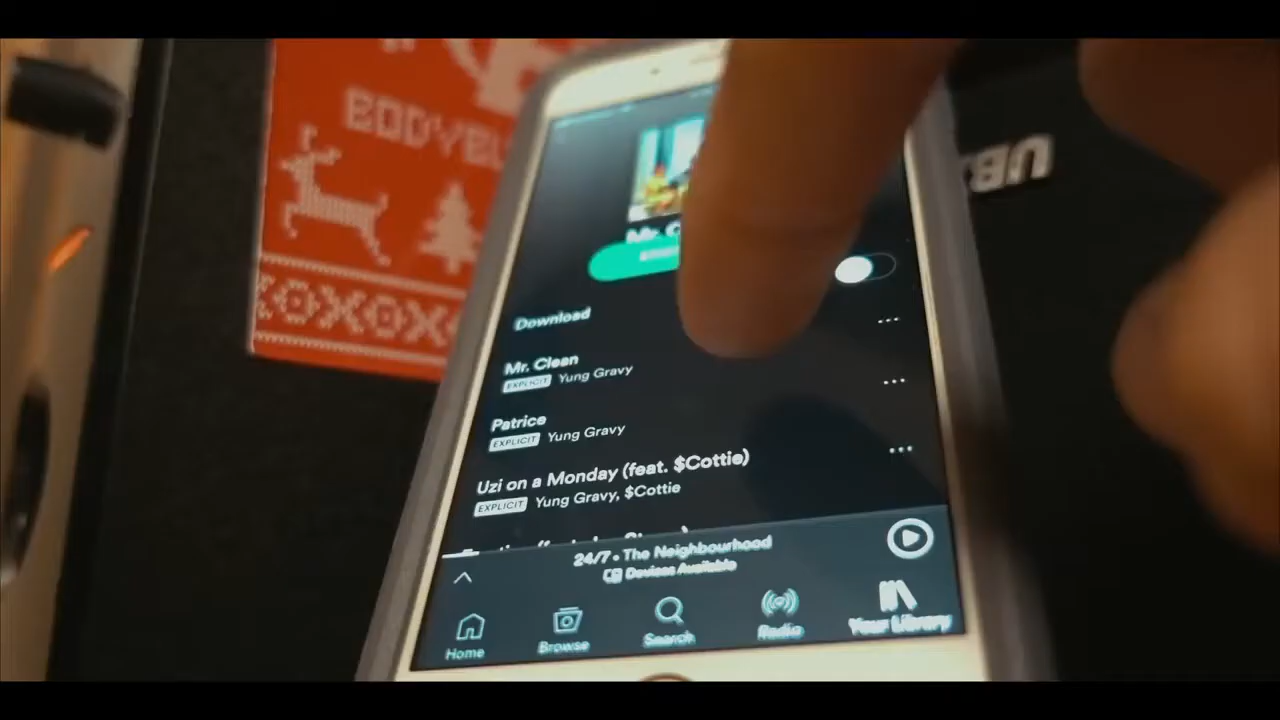 Download
Mr. Clean
EXPLICIT Yung Gravy
Patrice
EXPLICIT Yung Gravy
Uzi on a Monday (feat. $Cottie)
EXPLICIT Yung Gravy, $Cottie
24/7 • The Neighbourhood
Devices Available
Home Browse Search Radio Your Library